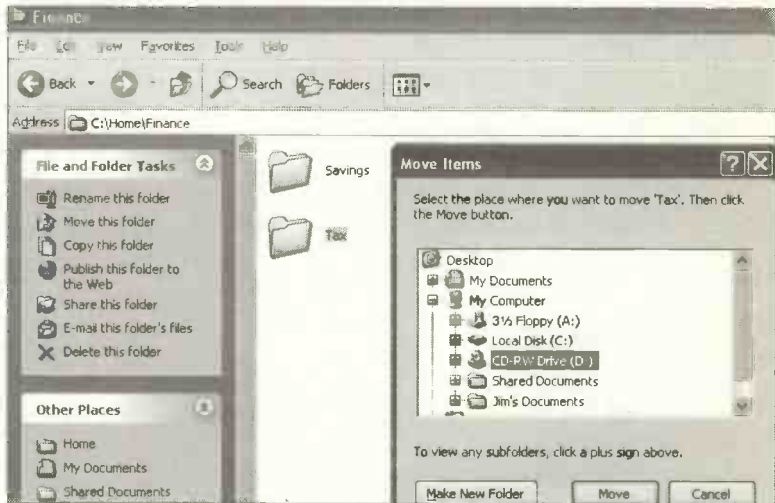 Finance
File Edit View Favorites Tools Help
Back Search Folders
Address C:\Home\Finance
File and Folder Tasks
Rename this folder
Move this folder
Copy this folder
Publish this folder to
the Web
Share this folder
E-mail this folder's files
Delete this folder
Other Places
Home
My Documents
Shared Documents
Savings
Tax
Move Items
Select the place where you want to move 'Tax'. Then click
the Move button.
Desktop
My Documents
My Computer
3½ Floppy (A:)
Local Disk (C:)
CD-RW Drive (D:)
Shared Documents
Jim's Documents
To view any subfolders, click a plus sign above.
Make New Folder Move Cancel